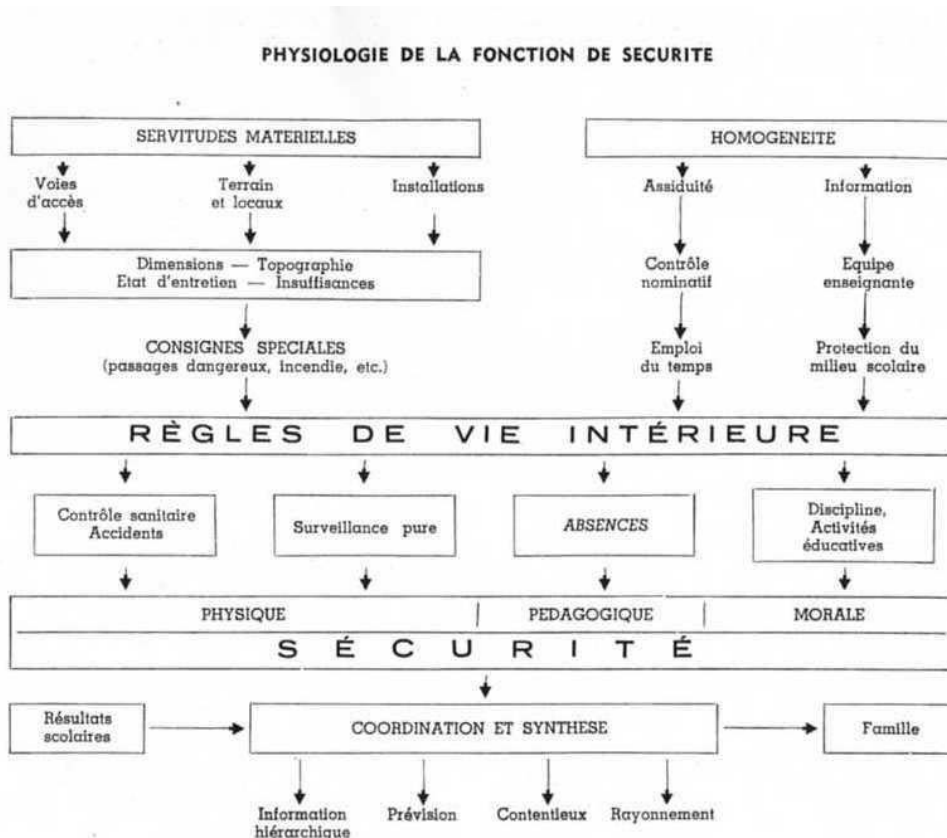 PHYSIOLOGIE DE LA FONCTION DE SECURITE
SERVITUDES MATERIELLES
HOMOGENEITE
Voies
d'accès
Terrain
et locaux
Installations
Assiduité
Information
Dimensions — Topographie
Etat d'entretien — Insuffisances
Contrôle
nominatif
Equipe
enseignante
CONSIGNES SPECIALES
(passages dangereux, incendie, etc.)
Emploi
du temps
Protection du
milieu scolaire
RÈGLES DE VIE INTÉRIEURE
Contrôle sanitaire
Accidents
Surveillance pure
ABSENCES
Discipline,
Activités
éducatives
PHYSIQUE
PEDAGOGIQUE
MORALE
SÉCURITÉ
Résultats
scolaires
COORDINATION ET SYNTHESE
Famille
Information
hiérarchique
Prévision
Contentieux
Rayonnement